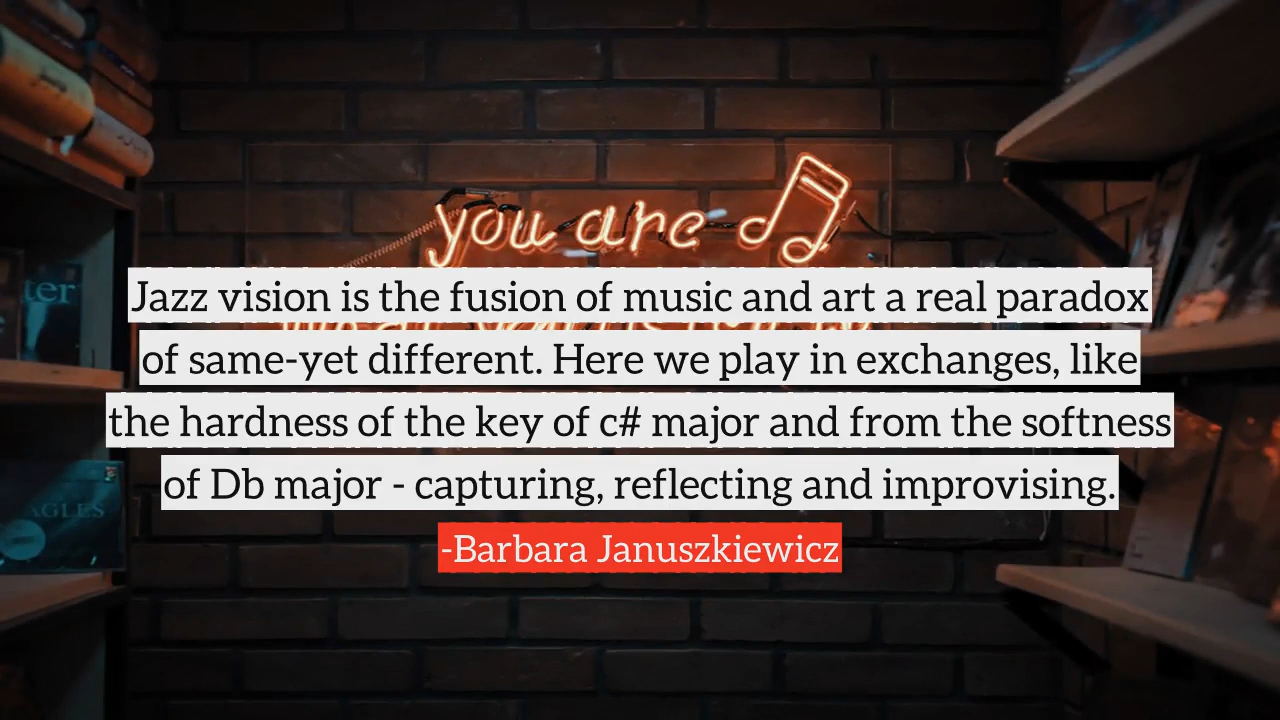 you are
Jazz vision is the fusion of music and art a real paradox
of same-yet different. Here we play in exchanges, like
the hardness of the key of c# major and from the softness
of Db major - capturing, reflecting and improvising.
-Barbara Januszkiewicz
ter
AGLES